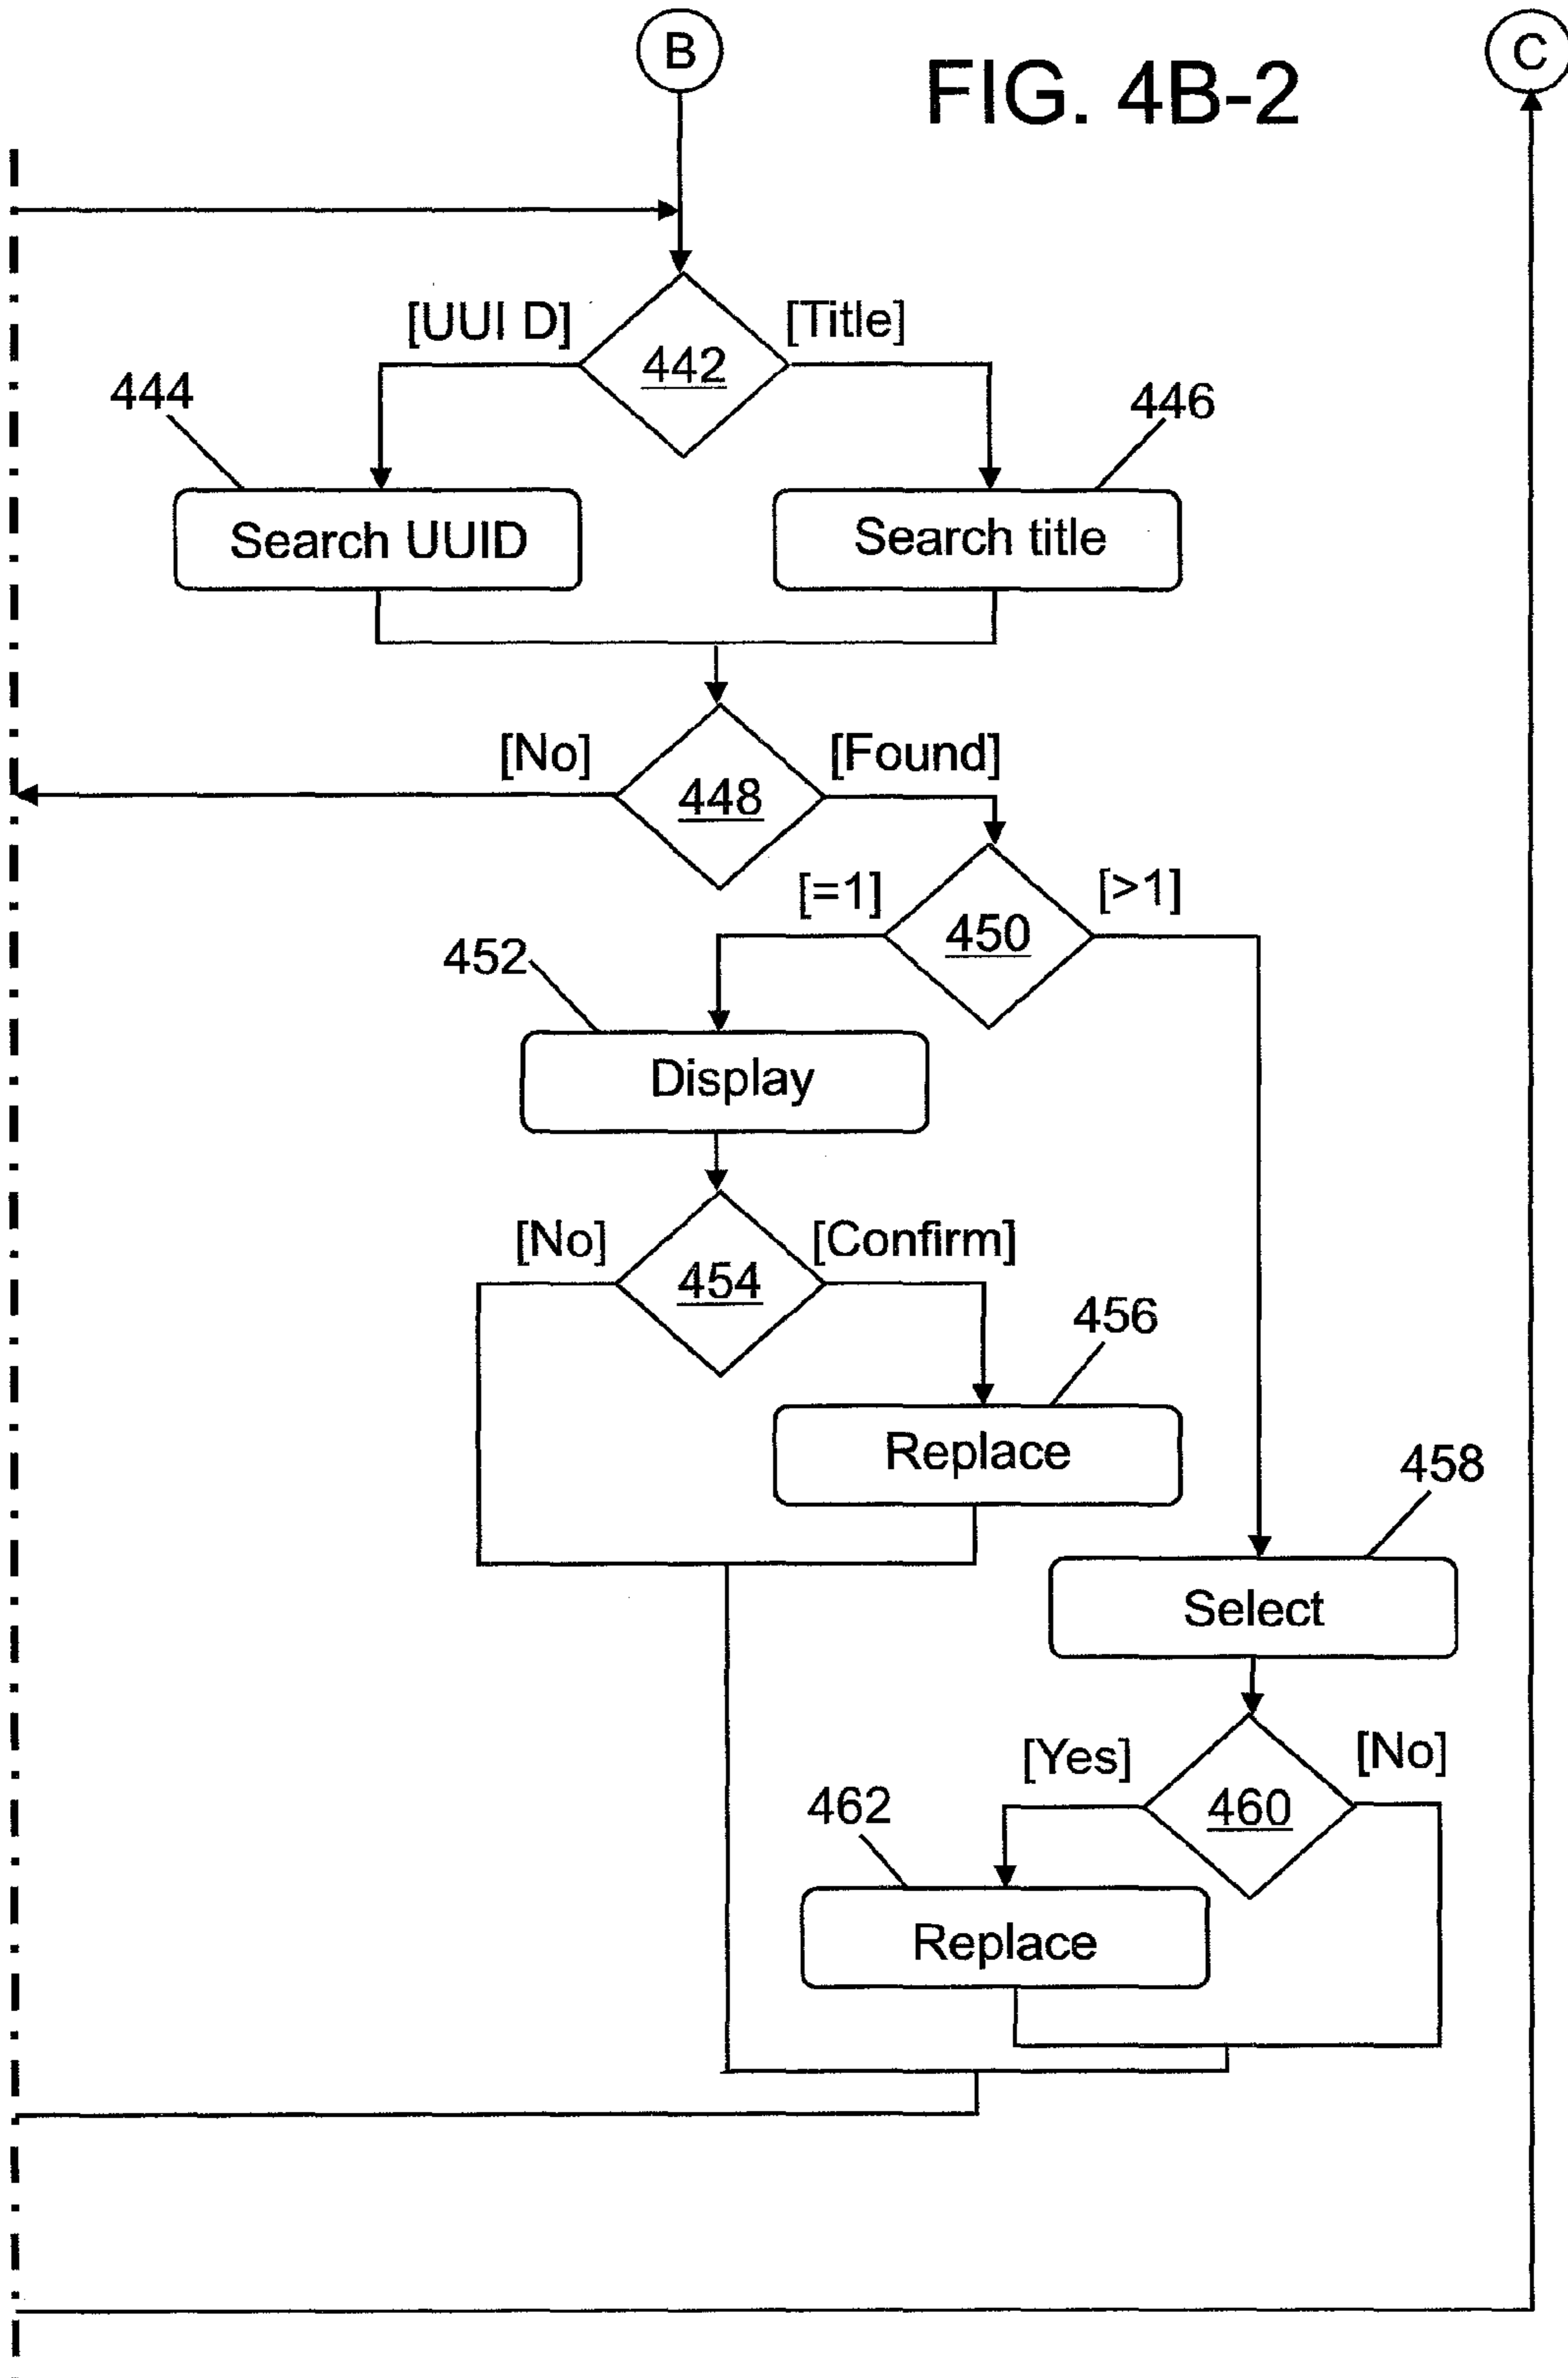 B
FIG. 4B-2
C
[UUI D]
[Title]
442
444
446
Search UUID
Search title
[No]
[Found]
448
[=1]
[>1]
450
452
Display
[No]
[Confirm]
454
456
Replace
458
Select
[Yes]
[No]
460
462
Replace